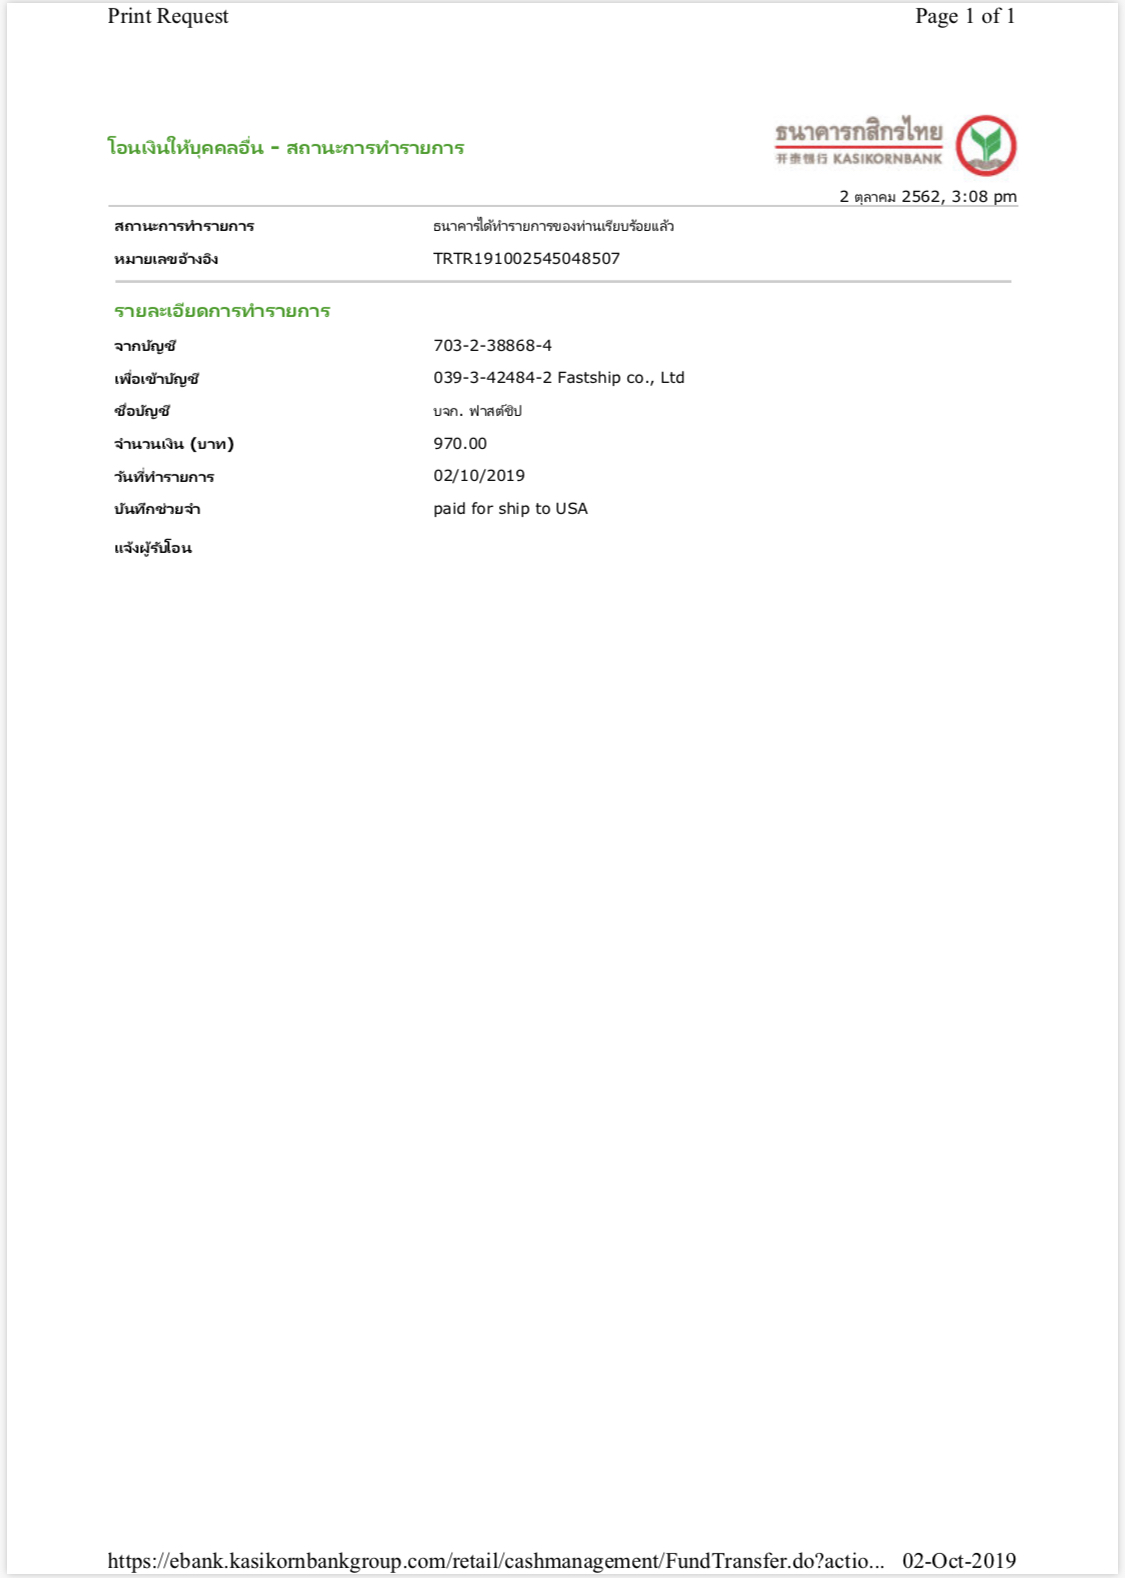 Print Request Page 1 of 1
ธนาคารกสิกรไทย
开泰银行 KASIKORNBANK
โอนเงินให้บุคคลอื่น - สถานะการทำรายการ
2 ตุลาคม 2562, 3:08 pm
สถานะการทำรายการ ธนาคารได้ทำรายการของท่านเรียบร้อยแล้ว
หมายเลขอ้างอิง TRTR191002545048507
รายละเอียดการทำรายการ
จากบัญชี 703-2-38868-4
เพื่อเข้าบัญชี 039-3-42484-2 Fastship co., Ltd
ชื่อบัญชี บจก. ฟาสต์ชิป
จำนวนเงิน (บาท) 970.00
วันที่ทำรายการ 02/10/2019
บันทึกช่วยจำ paid for ship to USA
แจ้งผู้รับโอน
https://ebank.kasikornbankgroup.com/retail/cashmanagement/FundTransfer.do?actio... 02-Oct-2019